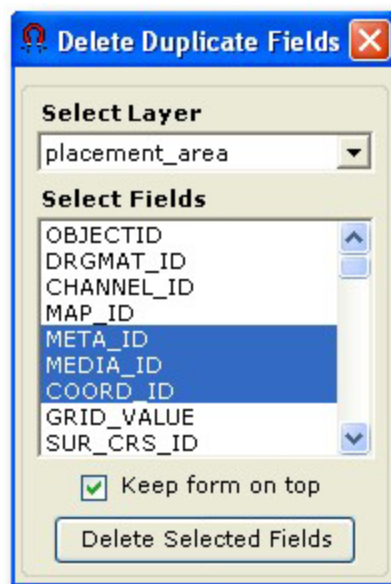 Delete Duplicate Fields
Select Layer
placement_area
Select Fields
OBJECTID
DRGMAT_ID
CHANNEL_ID
MAP_ID
META_ID
MEDIA_ID
COORD_ID
GRID_VALUE
SUR_CRS_ID
Keep form on top
Delete Selected Fields